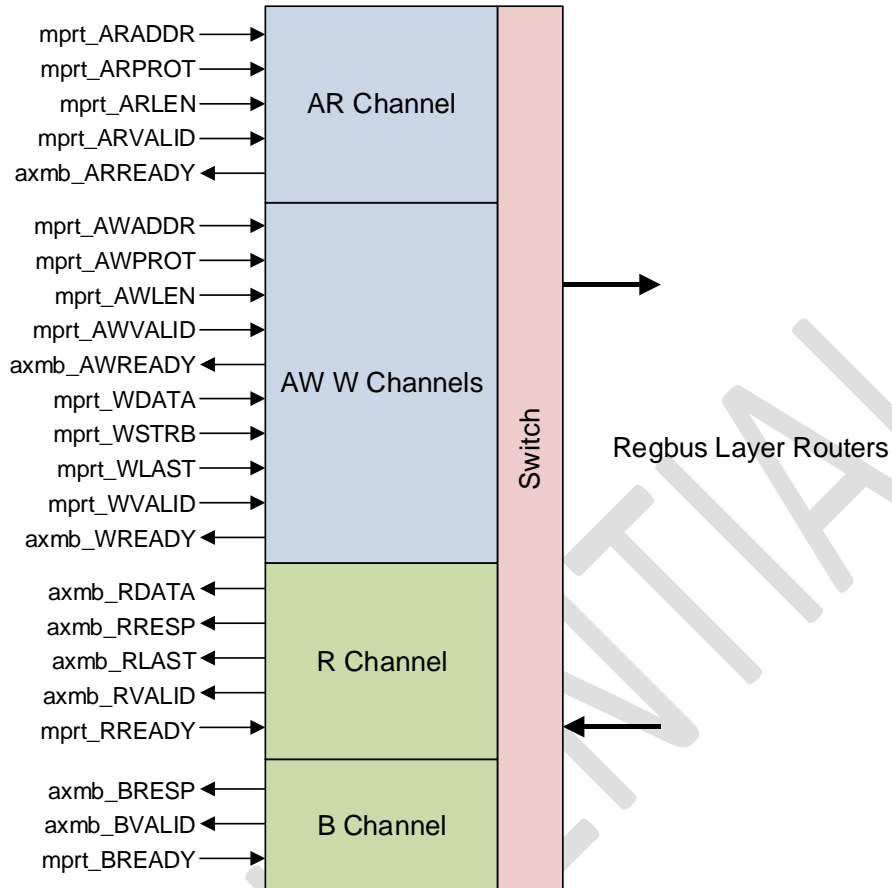 mprt_ARADDR
mprt_ARPROT
mprt_ARLEN
mprt_ARVALID
axmb_ARREADY
AR Channel
mprt_AWADDR
mprt_AWPROT
mprt_AWLEN
mprt_AWVALID
axmb_AWREADY
mprt_WDATA
mprt_WSTRB
mprt_WLAST
mprt_WVALID
axmb_WREADY
AW W Channels
axmb_RDATA
axmb_RRESP
axmb_RLAST
axmb_RVALID
mprt_RREADY
R Channel
axmb_BRESP
axmb_BVALID
mprt_BREADY
B Channel
Switch
Regbus Layer Routers
ENTIAL